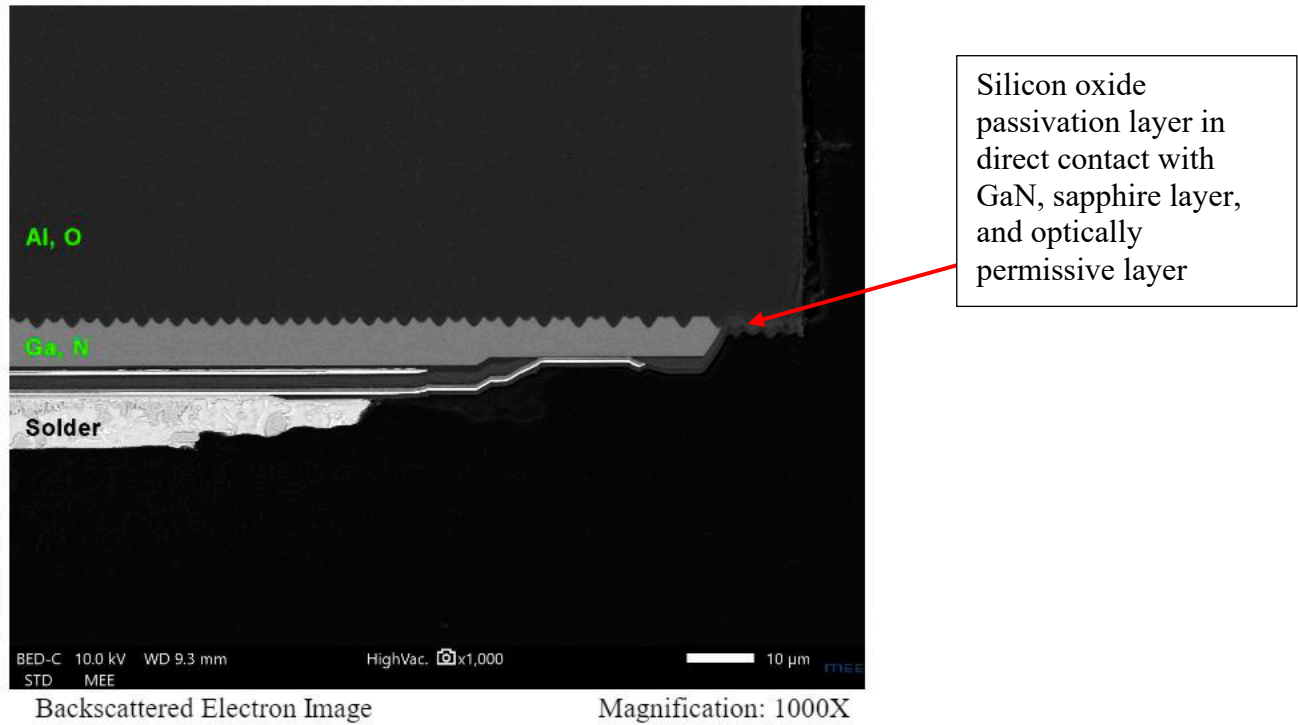 Silicon oxide
passivation layer in
direct contact with
GaN, sapphire layer,
and optically
permissive layer
Al, O
Ga, N
Solder
BED-C 10.0 kV WD 9.3 mm HighVac. x1,000 10 µm
STD MEE mee
Backscattered Electron Image Magnification: 1000X